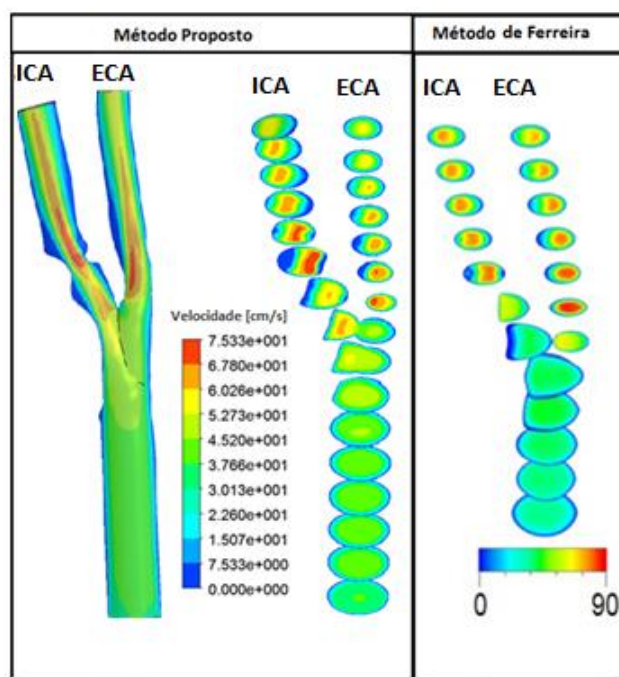 Método Proposto
Método de Ferreira
ICA ECA
ICA ECA
ICA ECA
Velocidade [cm/s]
7.533e+001
6.780e+001
6.026e+001
5.273e+001
4.520e+001
3.766e+001
3.013e+001
2.260e+001
1.507e+001
7.533e+000
0.000e+000
0 90